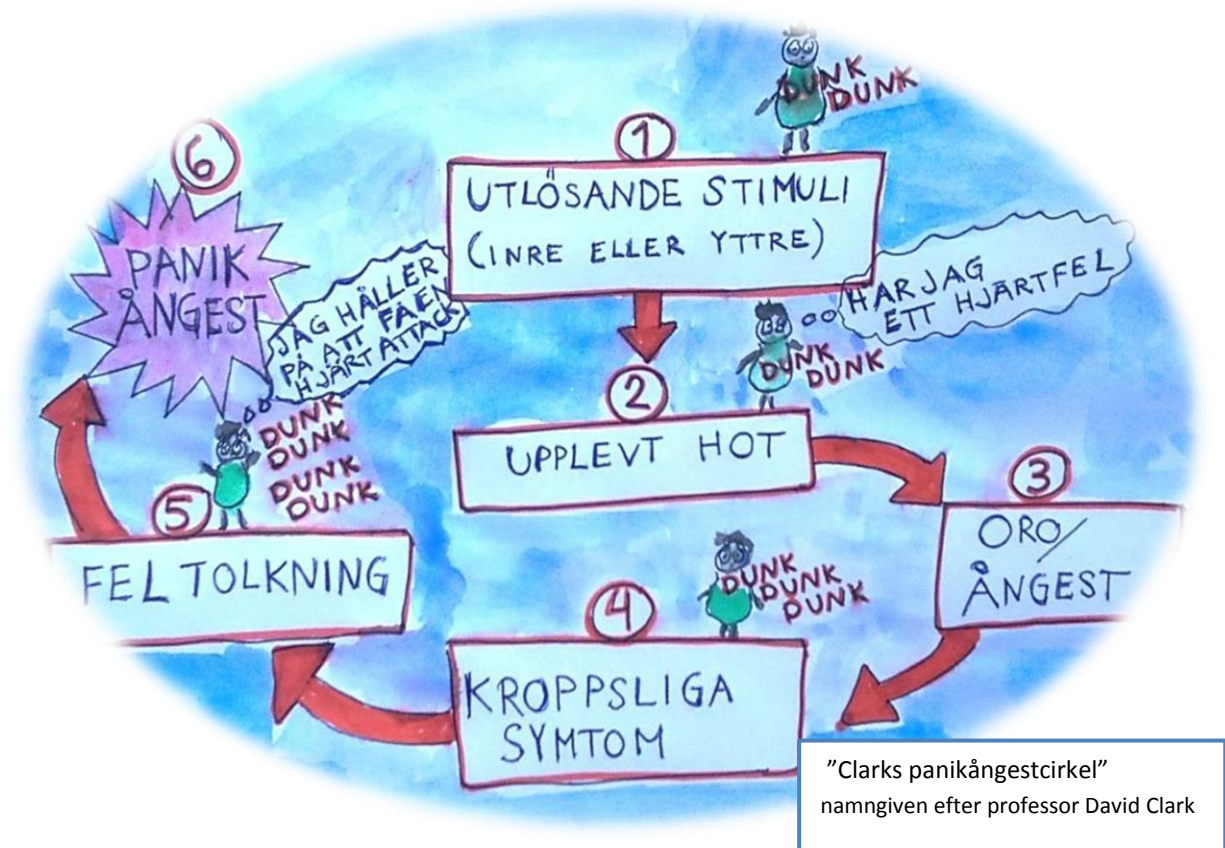 DUNK
DUNK
1
UTLÖSANDE STIMULI
(INRE ELLER YTTRE)
HAR JAG
ETT HJÄRTFEL
DUNK
DUNK
2
UPPLEVT HOT
3
ORO/
ÅNGEST
DUNK
DUNK
DUNK
4
KROPPSLIGA
SYMTOM
JAG HÅLLER
PÅ ATT FÅ EN
HJÄRTATTACK
DUNK
DUNK
DUNK
DUNK
5
FELTOLKNING
6
PANIK
ÅNGEST
”Clarks panikångestcirkel”
namngiven efter professor David Clark